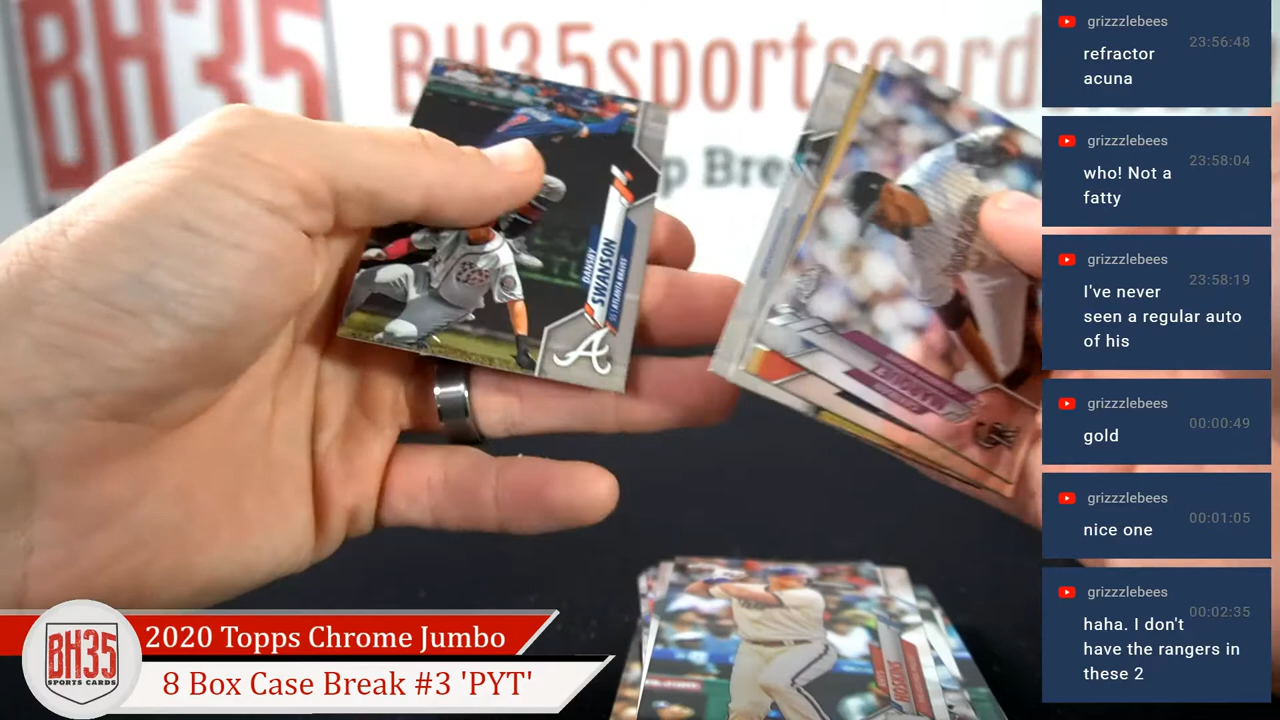 BH35
BH35sportscards
p Brea
DANSBY
SWANSON
SS | ATLANTA BRAVES
A
HOSKINS
BH35
SPORTS CARDS
2020 Topps Chrome Jumbo
8 Box Case Break #3 'PYT'
grizzzlebees
23:56:48
refractor
acuna
grizzzlebees
23:58:04
who! Not a
fatty
grizzzlebees
23:58:19
I've never
seen a regular auto
of his
grizzzlebees
00:00:49
gold
grizzzlebees
00:01:05
nice one
grizzzlebees
00:02:35
haha. I don't
have the rangers in
these 2